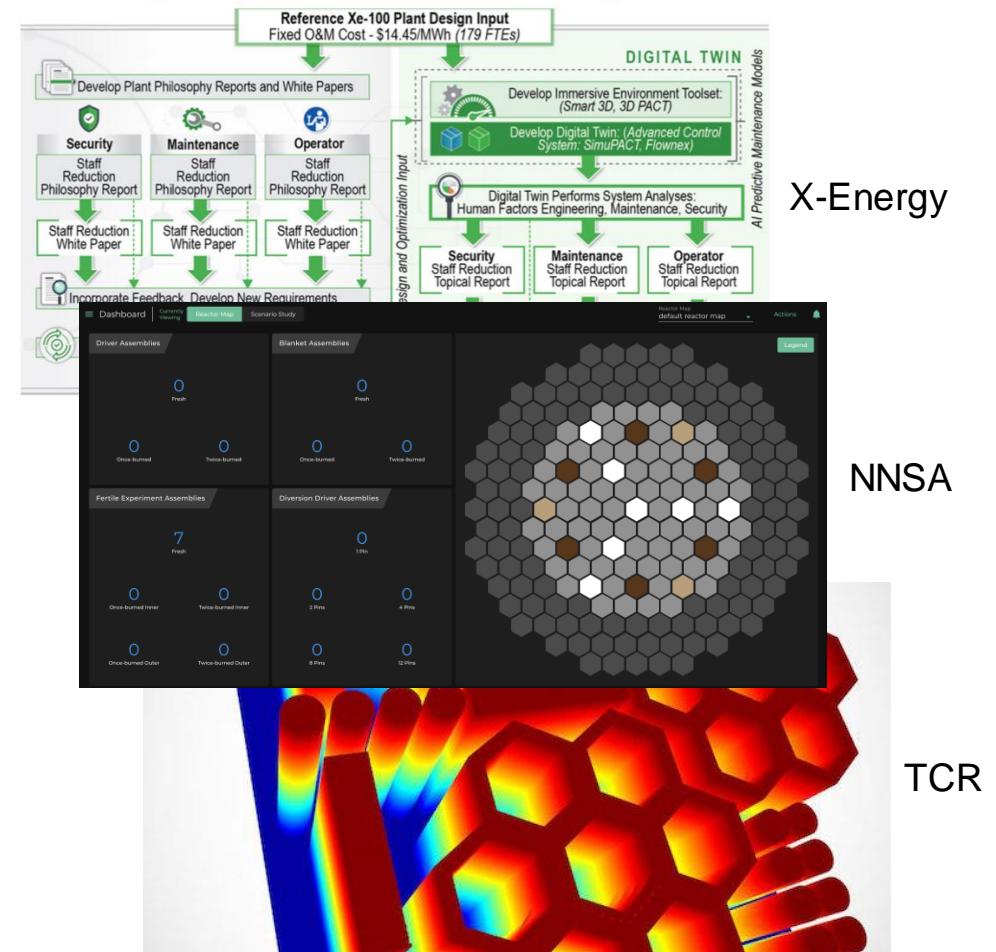 Reference Xe-100 Plant Design Input
Fixed O&M Cost - $14.45/MWh (179 FTEs)
DIGITAL TWIN
Develop Plant Philosophy Reports and White Papers
Develop Immersive Environment Toolset:
(Smart 3D, 3D PACT)
Develop Digital Twin: (Advanced Control
System: SimuPACT, Flownex)
AI Predictive Maintenance Models
Security
Staff
Reduction
Philosophy Report
Staff Reduction
White Paper
Maintenance
Staff
Reduction
Philosophy Report
Staff Reduction
White Paper
Operator
Staff
Reduction
Philosophy Report
Staff Reduction
White Paper
and Optimization Input
Digital Twin Performs System Analyses:
Human Factors Engineering, Maintenance, Security
Security
Staff Reduction
Topical Report
Maintenance
Staff Reduction
Topical Report
Operator
Staff Reduction
Topical Report
Incorporate Feedback, Develop New Requirements
X-Energy
Dashboard
Currently
Viewing
Reactor Map
Scenario Study
Reactor Map
default reactor map
Actions
Legend
Driver Assemblies
0
Fresh
0
Once-burned
0
Twice-burned
Blanket Assemblies
0
Fresh
0
Once-burned
0
Twice-burned
Fertile Experiment Assemblies
7
Fresh
0
Once-burned Inner
0
Twice-burned Inner
0
Once-burned Outer
0
Twice-burned Outer
Diversion Driver Assemblies
0
1 Pin
0
2 Pins
0
4 Pins
0
8 Pins
0
12 Pins
NNSA
TCR